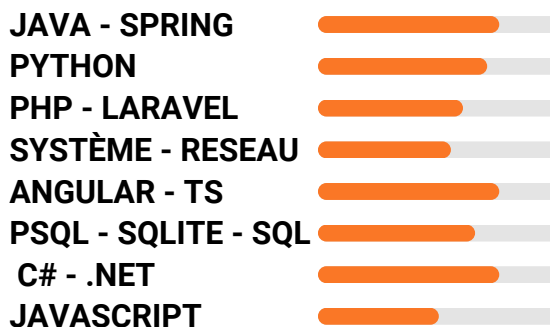 JAVA - SPRING
PYTHON
PHP - LARAVEL
SYSTÈME - RESEAU
ANGULAR - TS
PSQL - SQLITE - SQL
C# - .NET
JAVASCRIPT